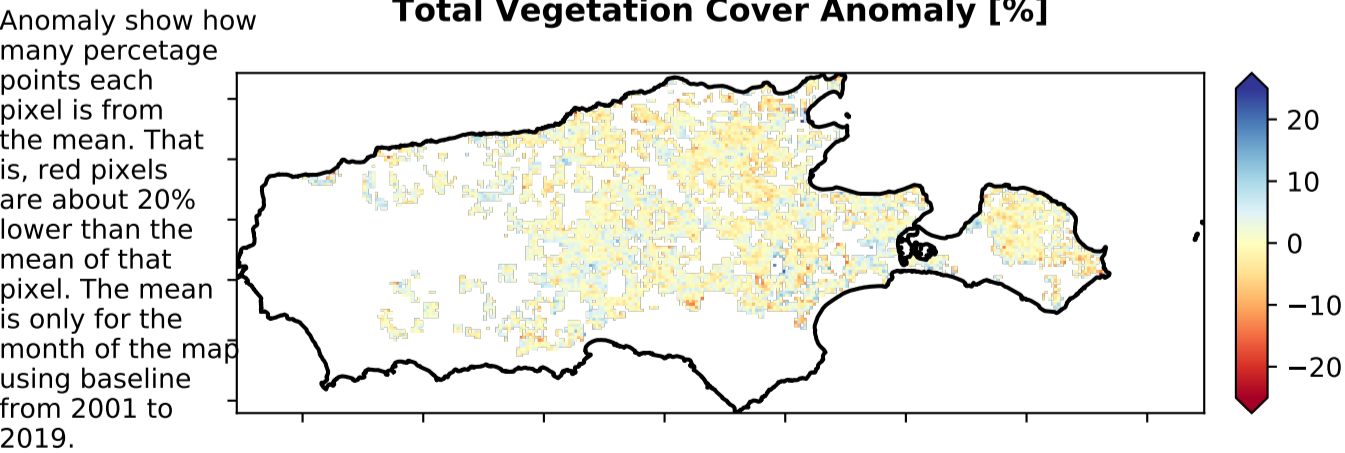 Total Vegetation Cover Anomaly [%]
Anomaly show how
many percetage
points each
pixel is from
the mean. That
is, red pixels
are about 20%
lower than the
mean of that
pixel. The mean
is only for the
month of the map
using baseline
from 2001 to
2019.
20
10
0
−10
−20